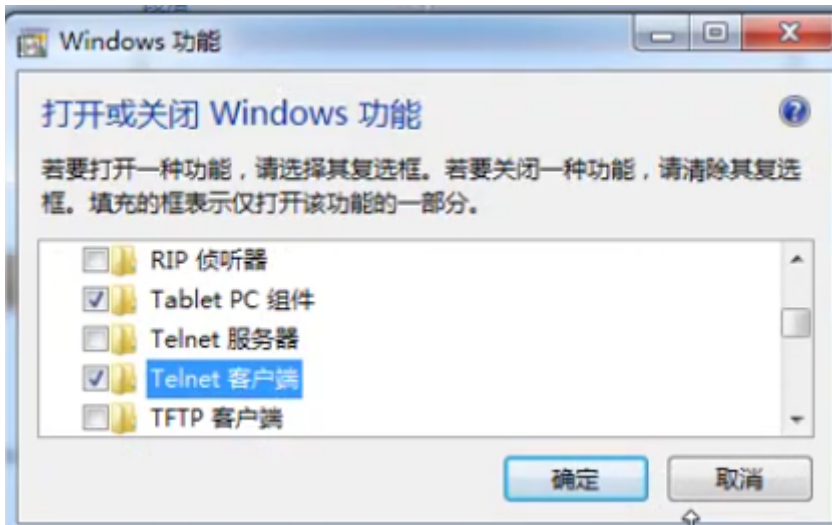 Windows 功能
打开或关闭 Windows 功能
若要打开一种功能，请选择其复选框。若要关闭一种功能，请清除其复选
框。填充的框表示仅打开该功能的一部分。
RIP 侦听器
Tablet PC 组件
Telnet 服务器
Telnet 客户端
TFTP 客户端
确定
取消